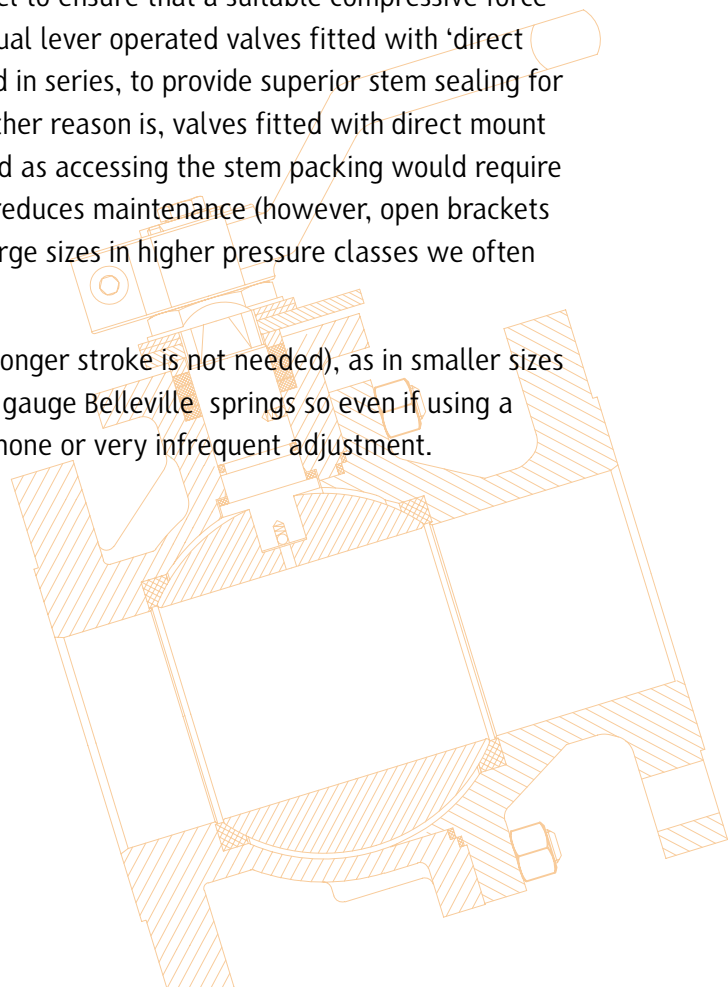 el to ensure that a suitable compressive force
ual lever operated valves fitted with ‘direct
d in series, to provide superior stem sealing for
ther reason is, valves fitted with direct mount
d as accessing the stem packing would require
reduces maintenance (however, open brackets
rge sizes in higher pressure classes we often
onger stroke is not needed), as in smaller sizes
gauge Belleville springs so even if using a
none or very infrequent adjustment.